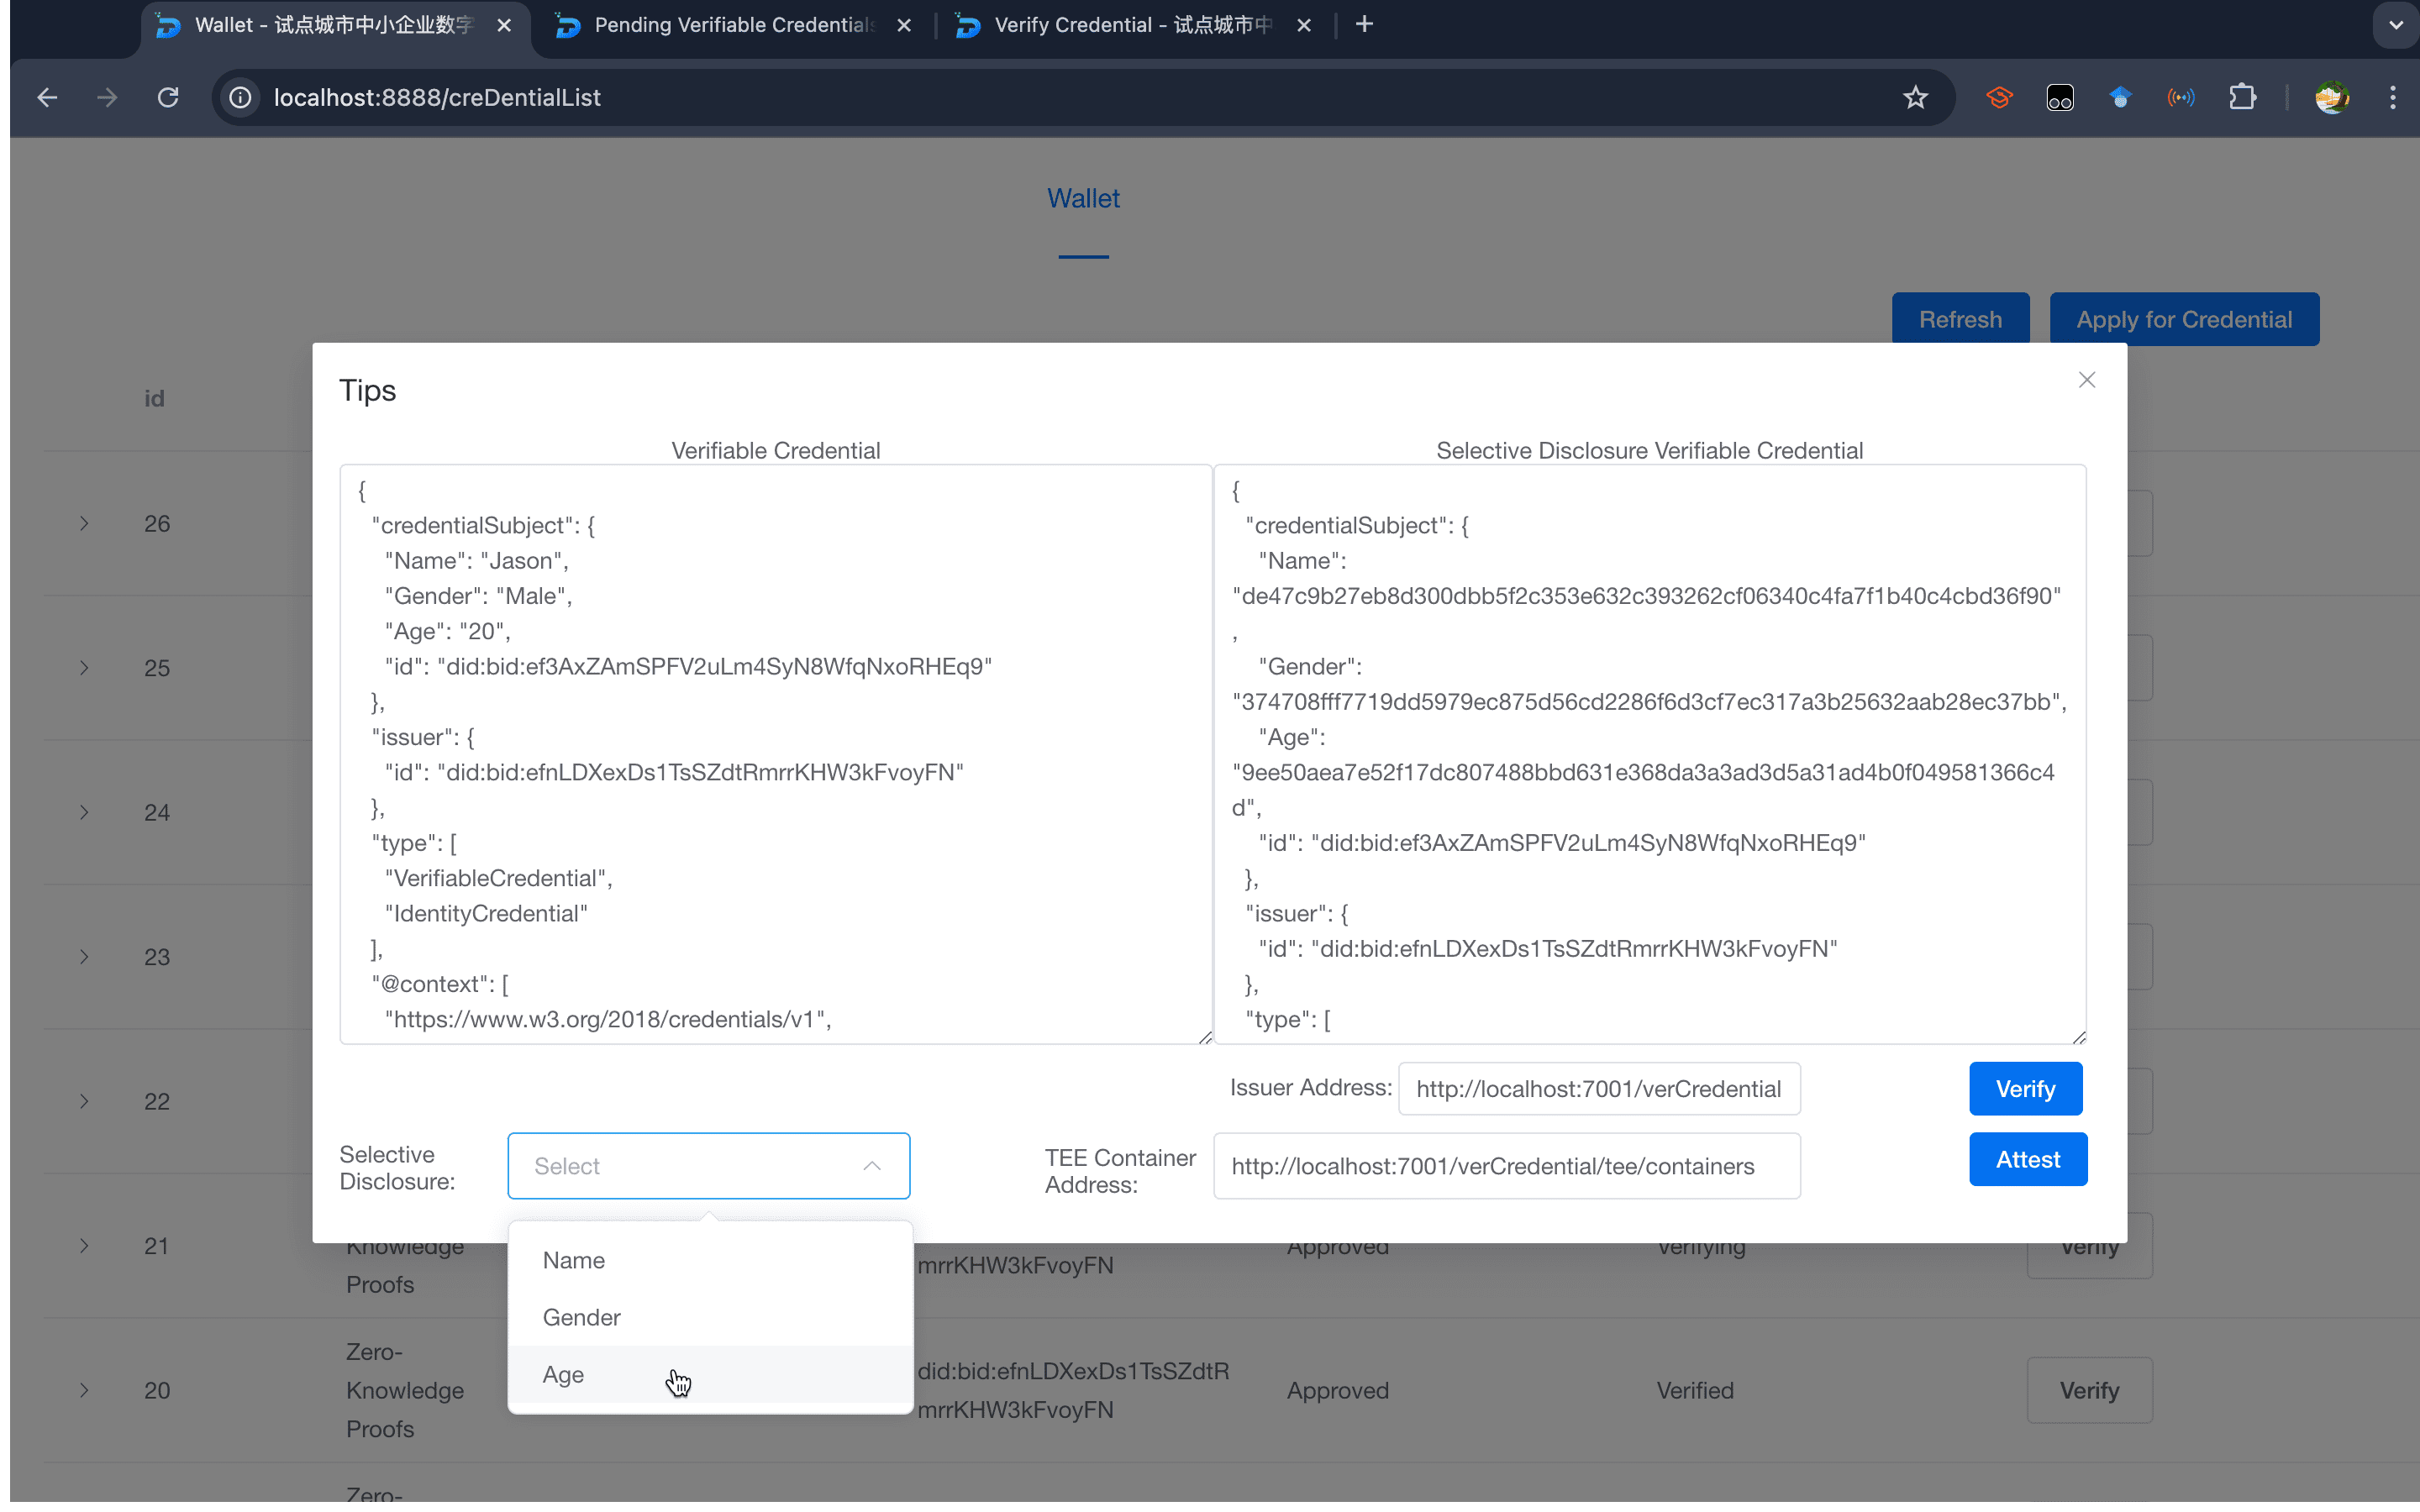 Wallet - 试点城市中小企业数字
Pending Verifiable Credentials
Verify Credential - 试点城市中
localhost:8888/creDentialList
Wallet
Refresh
Apply for Credential
id
Tips
Verifiable Credential
{
"credentialSubject": {
"Name": "Jason",
"Gender": "Male",
"Age": "20",
"id": "did:bid:ef3AxZAmSPFV2uLm4SyN8WfqNxoRHEq9"
},
"issuer": {
"id": "did:bid:efnLDXexDs1TsSZdtRmrrKHW3kFvoyFN"
},
"type": [
"VerifiableCredential",
"IdentityCredential"
],
"@context": [
"https://www.w3.org/2018/credentials/v1",
Selective Disclosure Verifiable Credential
{
"credentialSubject": {
"Name":
"de47c9b27eb8d300dbb5f2c353e632c393262cf06340c4fa7f1b40c4cbd36f90"
,
"Gender":
"374708fff7719dd5979ec875d56cd2286f6d3cf7ec317a3b25632aab28ec37bb",
"Age":
"9ee50aea7e52f17dc807488bbd631e368da3a3ad3d5a31ad4b0f049581366c4
d",
"id": "did:bid:ef3AxZAmSPFV2uLm4SyN8WfqNxoRHEq9"
},
"issuer": {
"id": "did:bid:efnLDXexDs1TsSZdtRmrrKHW3kFvoyFN"
},
"type": [
Issuer Address:
http://localhost:7001/verCredential
Verify
Selective
Disclosure:
Select
TEE Container
Address:
http://localhost:7001/verCredential/tee/containers
Attest
Name
Gender
Age
26
25
24
23
22
21
Knowledge
Proofs
mrrKHW3kFvoyFN
Approved
Verifying
Verify
20
Zero-
Knowledge
Proofs
did:bid:efnLDXexDs1TsSZdtR
mrrKHW3kFvoyFN
Approved
Verified
Verify
Zero-